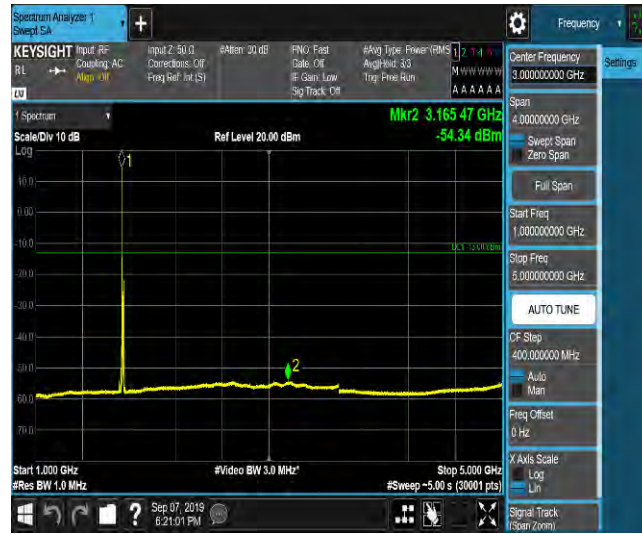 Spectrum Analyzer 1
Swept SA
+
Frequency
KEYSIGHT
RL
Input: RF
Coupling: AC
Align: Off
Input Z: 50 Ω
Corrections: Off
Freq Ref: Int (S)
#Atten: 30 dB
PNO: Fast
Gate: Off
IF Gain: Low
Sig Track: Off
#Avg Type: Power (RMS
Avg|Hold: 3/3
Trig: Free Run
M W W W W W
A A A A A A
1 Spectrum
Scale/Div 10 dB
Ref Level 20.00 dBm
Mkr2 3.165 47 GHz
-54.34 dBm
Log
1
10.0
0.00
-10.0
DL1 -13.00 dBm
-20.0
-30.0
-40.0
-50.0
2
-60.0
-70.0
Start 1.000 GHz
#Video BW 3.0 MHz*
Stop 5.000 GHz
#Res BW 1.0 MHz
#Sweep ~5.00 s (30001 pts)
Sep 07, 2019
6:21:01 PM
?
Center Frequency
3.000000000 GHz
Settings
Span
4.00000000 GHz
Swept Span
Zero Span
Full Span
Start Freq
1.000000000 GHz
Stop Freq
5.000000000 GHz
AUTO TUNE
CF Step
400.000000 MHz
Auto
Man
Freq Offset
0 Hz
X Axis Scale
Log
Lin
Signal Track
(Span Zoom)